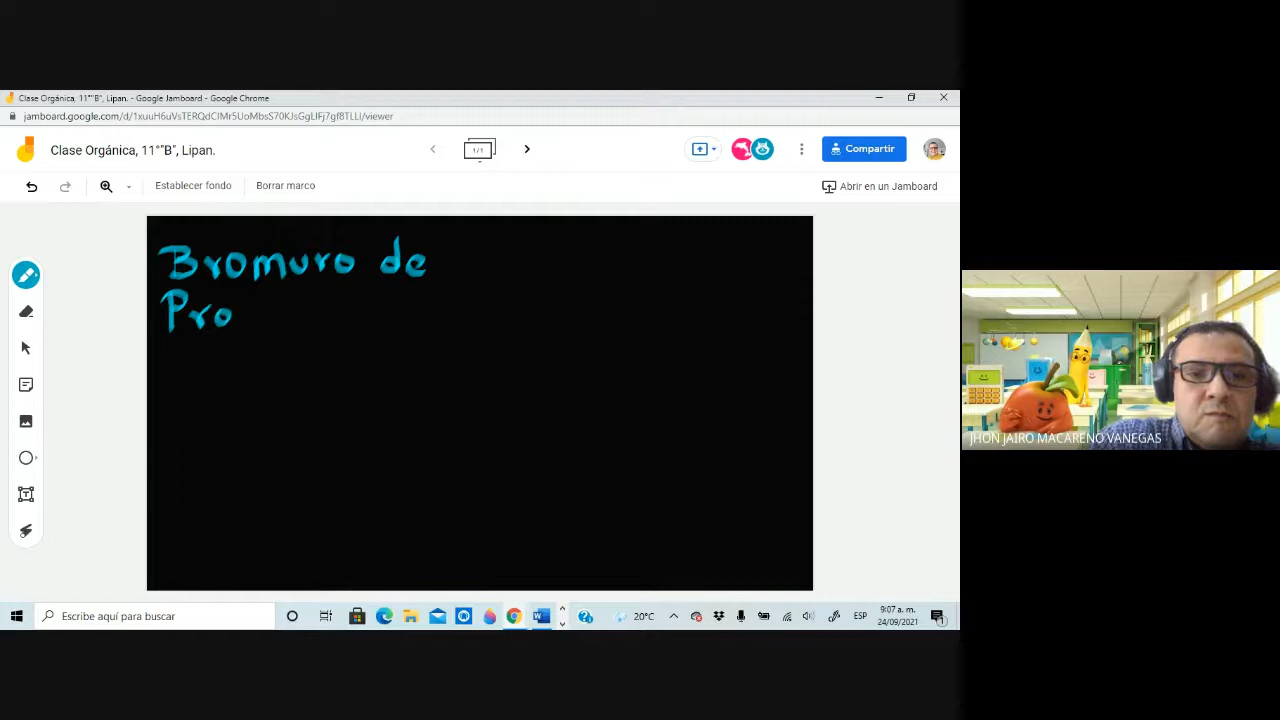 Clase Orgánica, 11°"B", Lipan. - Google Jamboard - Google Chrome
Clase Orgánica, 11°"B", Lipan.
1/1
Compartir
Establecer fondo
Borrar marco
Abrir en un Jamboard
Bromuro de
Pro
JHON JAIRO MACARENO VANEGAS
Escribe aquí para buscar
20°C
ESP
9:07 a. m.
24/09/2021